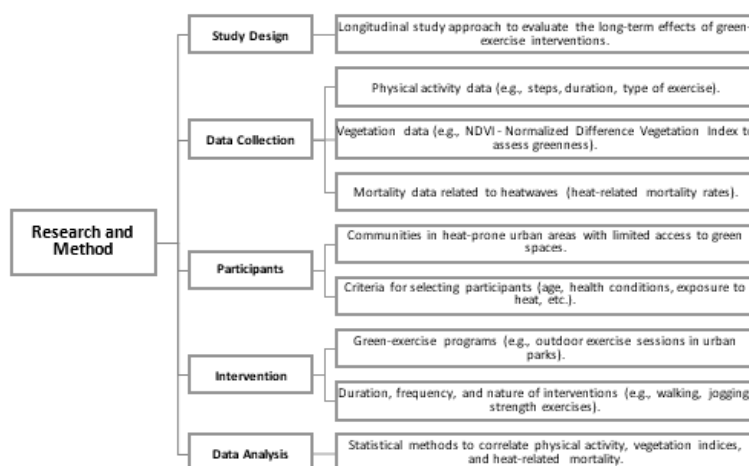 Research and
Method
Study Design
Longitudinal study approach to evaluate the long-term effects of green-
exercise interventions.
Data Collection
Physical activity data (e.g., steps, duration, type of exercise).
Vegetation data (e.g., NDVI - Normalized Difference Vegetation Index to
assess greenness).
Mortality data related to heatwaves (heat-related mortality rates).
Participants
Communities in heat-prone urban areas with limited access to green
spaces.
Criteria for selecting participants (age, health conditions, exposure to
heat, etc.).
Intervention
Green-exercise programs (e.g., outdoor exercise sessions in urban
parks).
Duration, frequency, and nature of interventions (e.g., walking, jogging,
strength exercises).
Data Analysis
Statistical methods to correlate physical activity, vegetation indices,
and heat-related mortality.